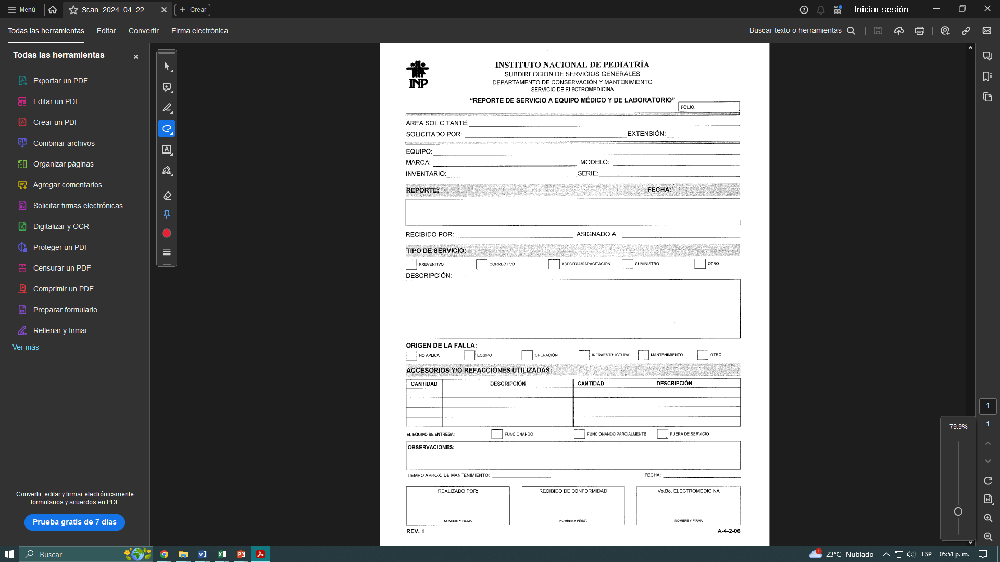 Menú
Scan_2024_04_22_...
Crear
Iniciar sesión
Todas las herramientas
Editar
Convertir
Firma electrónica
Buscar texto o herramientas
Todas las herramientas
Exportar un PDF
Editar un PDF
Crear un PDF
Combinar archivos
Organizar páginas
Agregar comentarios
Solicitar firmas electrónicas
Digitalizar y OCR
Proteger un PDF
Censurar un PDF
Comprimir un PDF
Preparar formulario
Rellenar y firmar
Ver más
Convertir, editar y firmar electrónicamente
formularios y acuerdos en PDF
Prueba gratis de 7 días
INP
INSTITUTO NACIONAL DE PEDIATRÍA
SUBDIRECCIÓN DE SERVICIOS GENERALES
DEPARTAMENTO DE CONSERVACIÓN Y MANTENIMIENTO
SERVICIO DE ELECTROMEDICINA
“REPORTE DE SERVICIO A EQUIPO MÉDICO Y DE LABORATORIO”
FOLIO:
ÁREA SOLICITANTE:
SOLICITADO POR: EXTENSIÓN:
EQUIPO:
MARCA: MODELO:
INVENTARIO: SERIE:
REPORTE: FECHA:
RECIBIDO POR: ASIGNADO A:
TIPO DE SERVICIO:
PREVENTIVO CORRECTIVO ASESORÍA/CAPACITACIÓN SUMINISTRO OTRO
DESCRIPCIÓN:
ORIGEN DE LA FALLA:
NO APLICA EQUIPO OPERACIÓN INFRAESTRUCTURA MANTENIMIENTO OTRO
ACCESORIOS Y/O REFACCIONES UTILIZADAS:
CANTIDAD DESCRIPCIÓN CANTIDAD DESCRIPCIÓN
EL EQUIPO SE ENTREGA: FUNCIONANDO FUNCIONANDO PARCIALMENTE FUERA DE SERVICIO
OBSERVACIONES:
TIEMPO APROX. DE MANTENIMIENTO: FECHA:
REALIZADO POR: RECIBIDO DE CONFORMIDAD Vo.Bo. ELECTROMEDICINA
NOMBRE Y FIRMA NOMBRE Y FIRMA NOMBRE Y FIRMA
REV. 1 A-4-2-06
1
79.9%
1
1:1
Buscar
1
23°C Nublado
ESP
05:51 p. m.